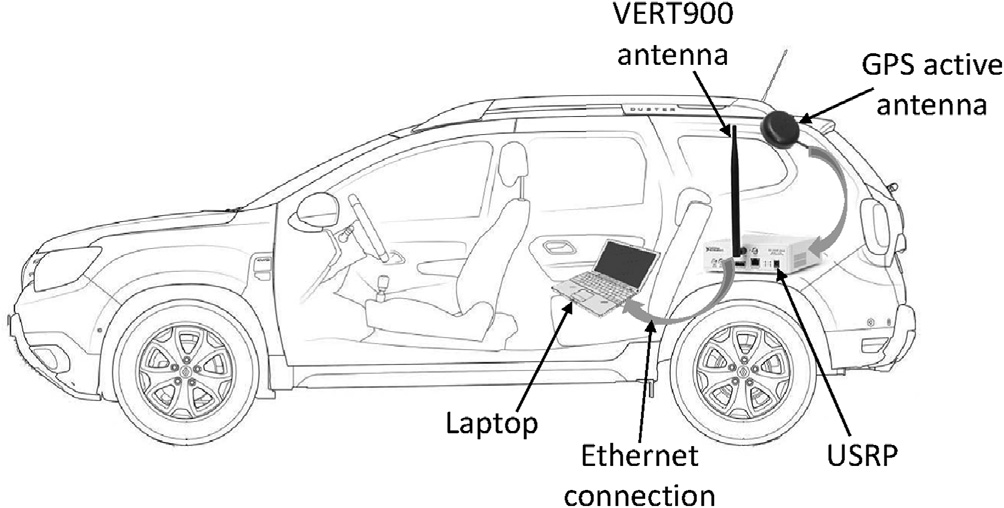 VERT900
antenna
GPS active
antenna
DUSTER
Laptop
Ethernet
connection
USRP